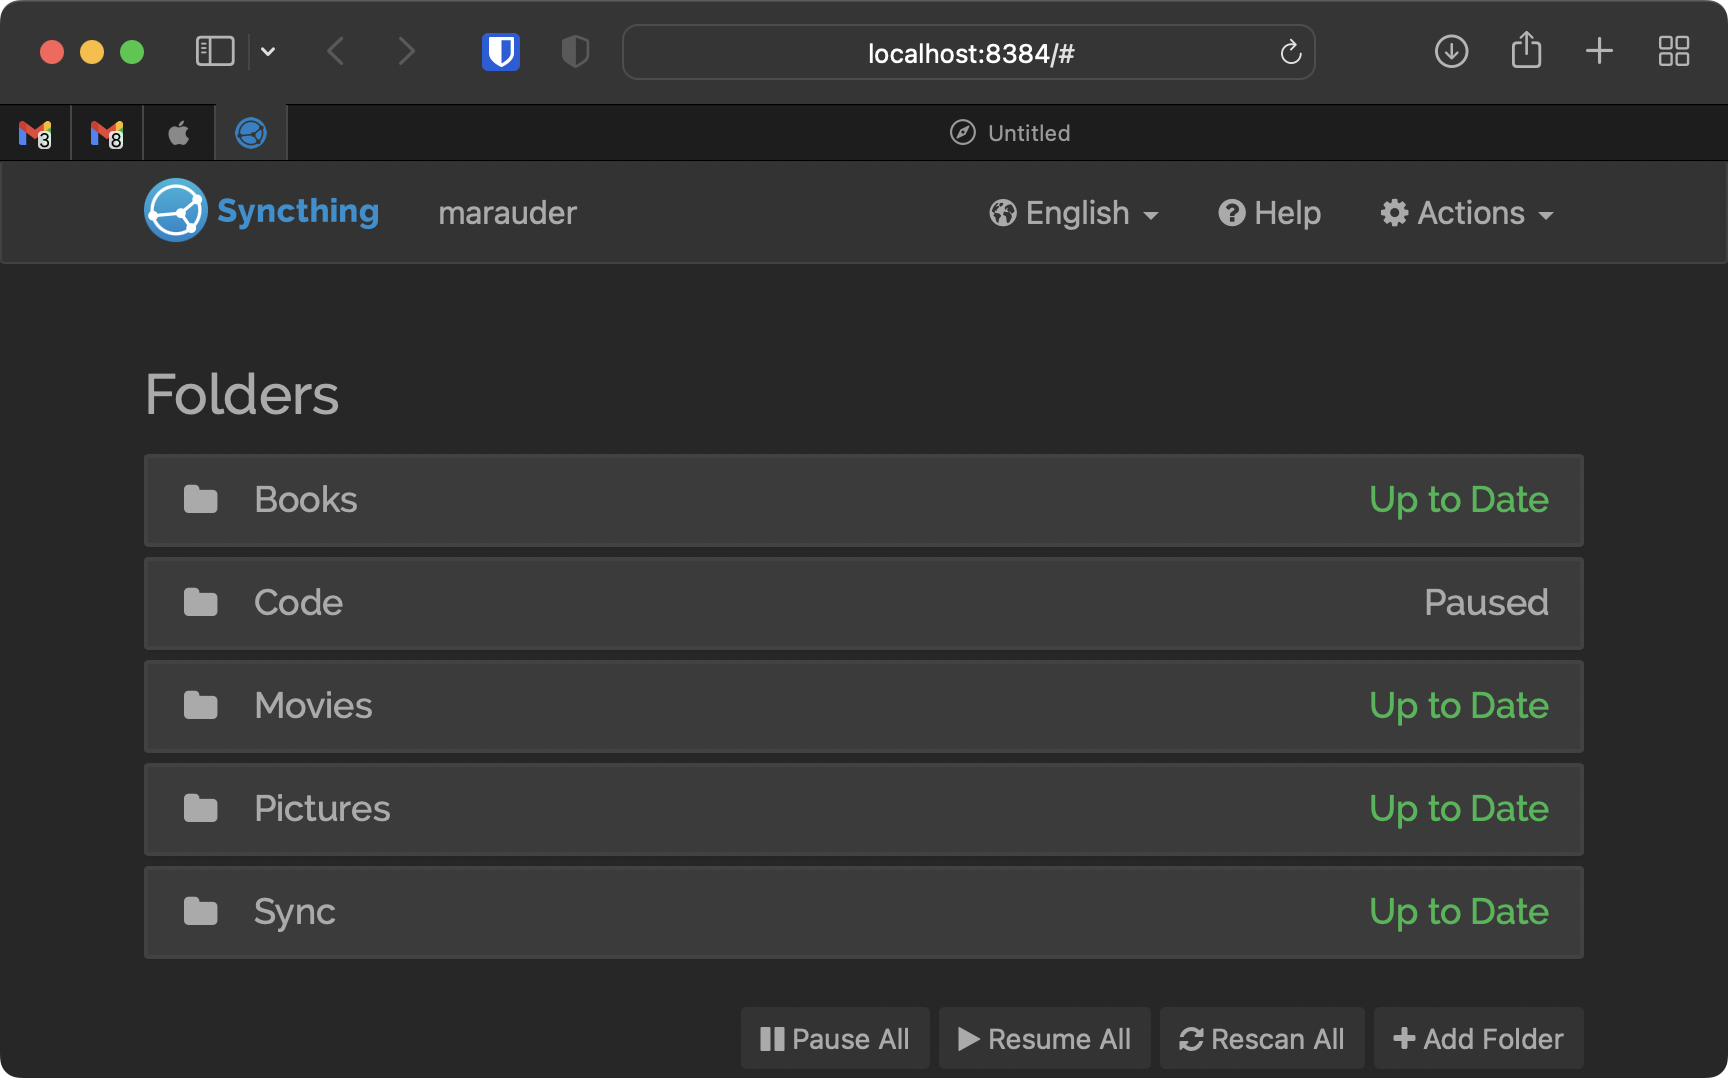 localhost:8384/#
3
8
Untitled
Syncthing
marauder
English
Help
Actions
Folders
Books
Up to Date
Code
Paused
Movies
Up to Date
Pictures
Up to Date
Sync
Up to Date
Pause All
Resume All
Rescan All
Add Folder